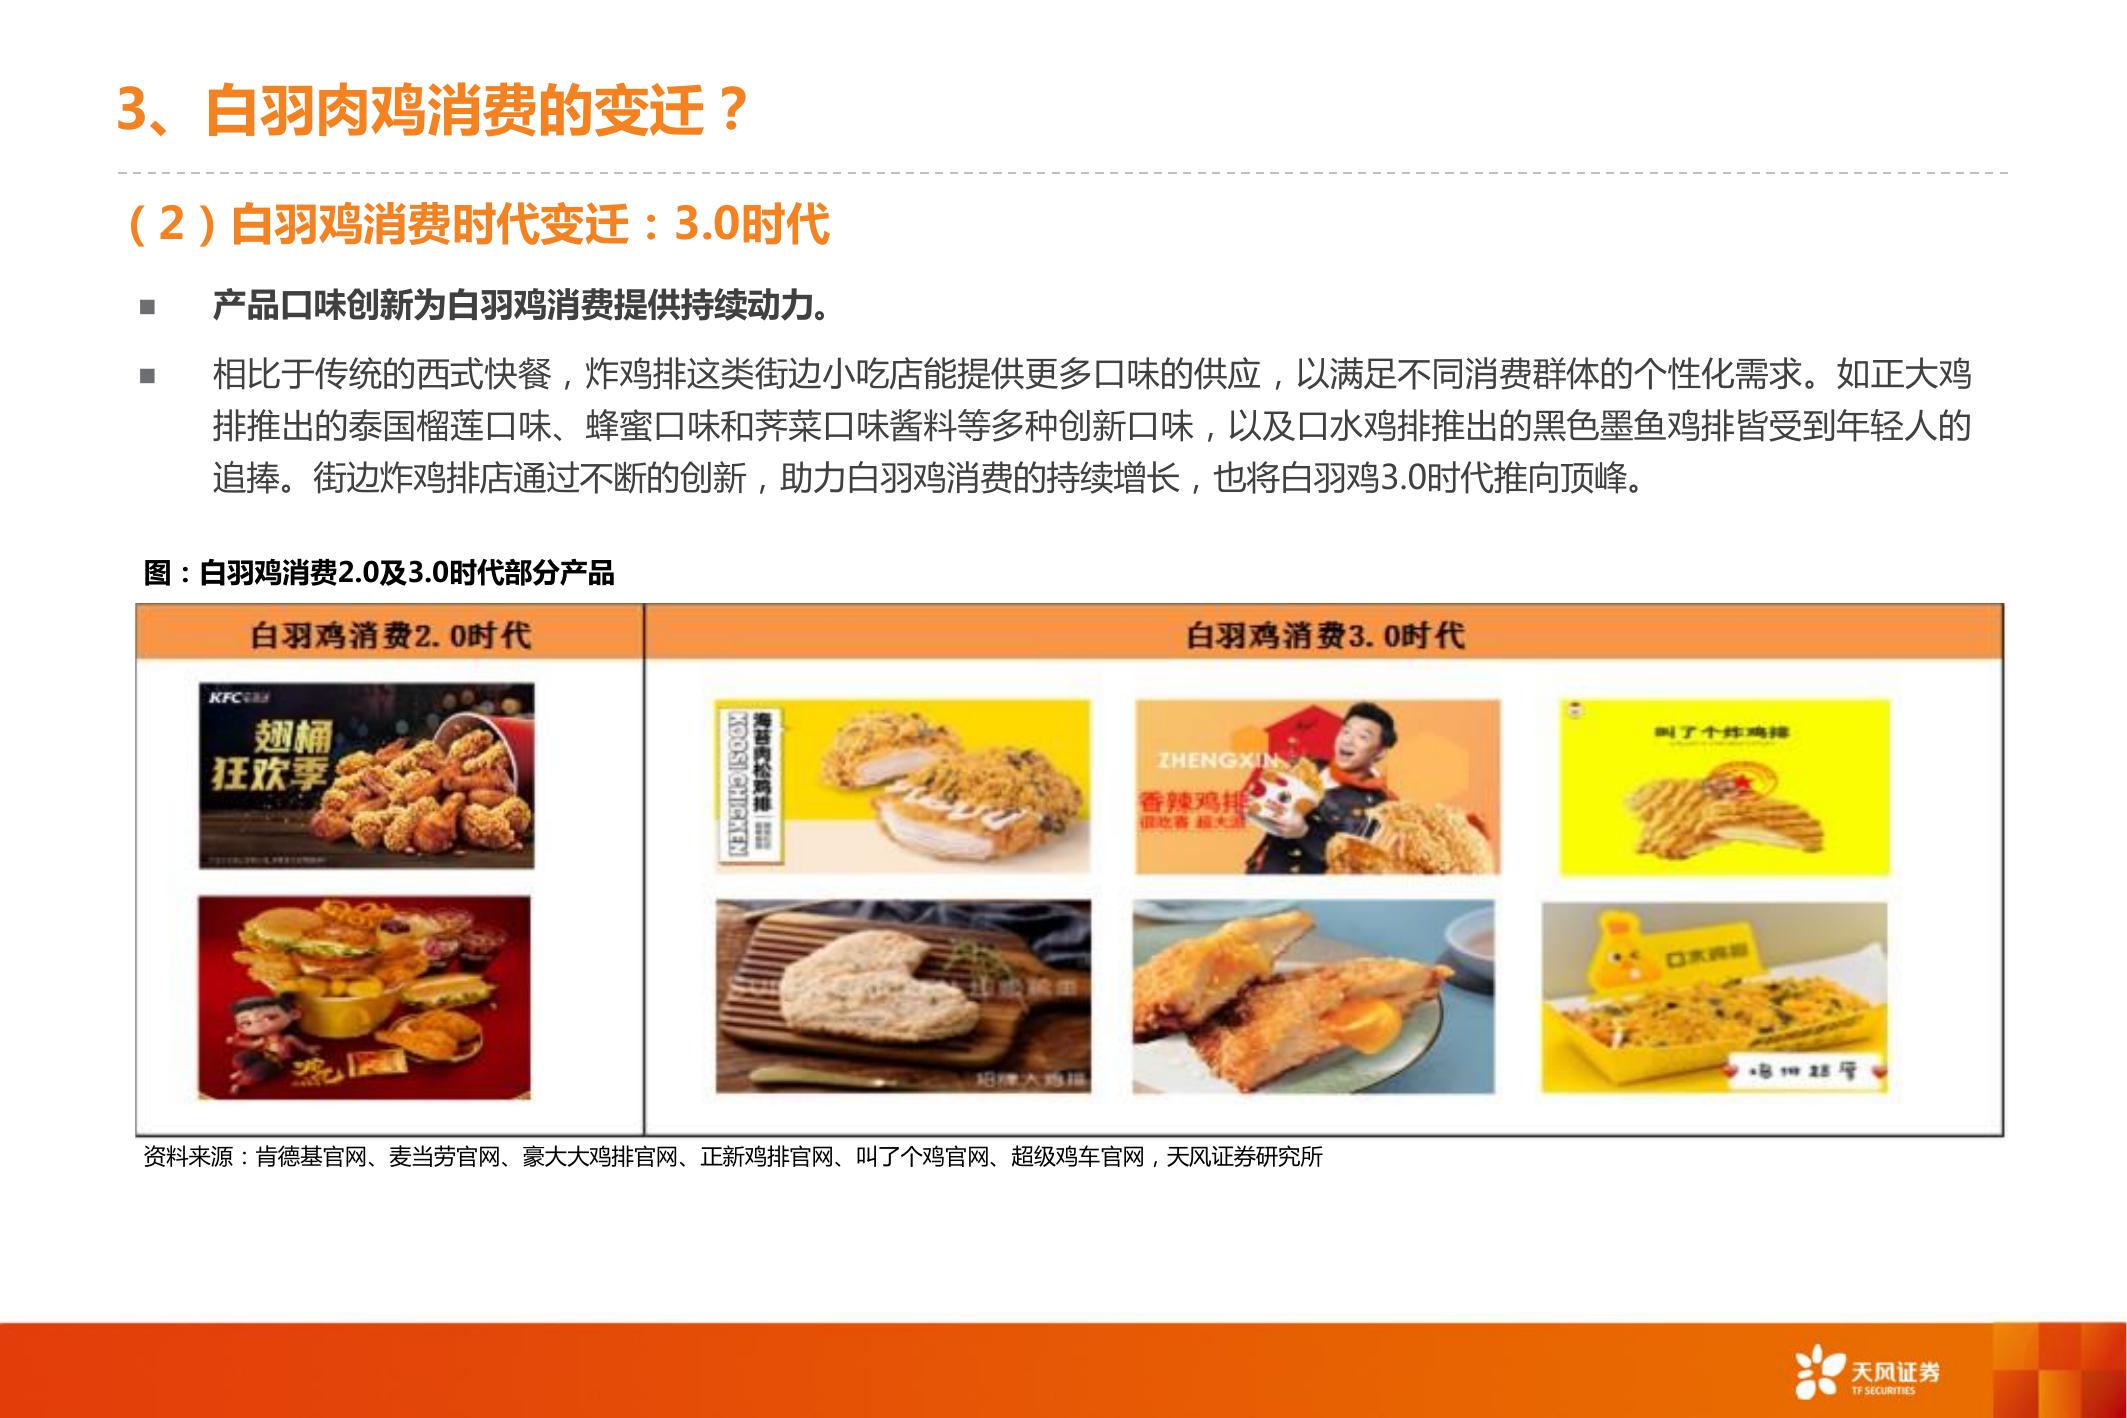 3、白羽肉鸡消费的变迁？
（2）白羽鸡消费时代变迁：3.0时代
■ 产品口味创新为白羽鸡消费提供持续动力。
■ 相比于传统的西式快餐，炸鸡排这类街边小吃店能提供更多口味的供应，以满足不同消费群体的个性化需求。如正大鸡
排推出的泰国榴莲口味、蜂蜜口味和荠菜口味酱料等多种创新口味，以及口水鸡排推出的黑色墨鱼鸡排皆受到年轻人的
追捧。街边炸鸡排店通过不断的创新，助力白羽鸡消费的持续增长，也将白羽鸡3.0时代推向顶峰。
图：白羽鸡消费2.0及3.0时代部分产品
白羽鸡消费2.0时代
白羽鸡消费3.0时代
KFC
翅桶
狂欢季
海苔肉松鸡排
ZHENGXIN
香辣鸡排
叫了个炸鸡排
招牌大鸡排
口水鸡排
资料来源：肯德基官网、麦当劳官网、豪大大鸡排官网、正新鸡排官网、叫了个鸡官网、超级鸡车官网，天风证券研究所
天风证券
TF SECURITIES